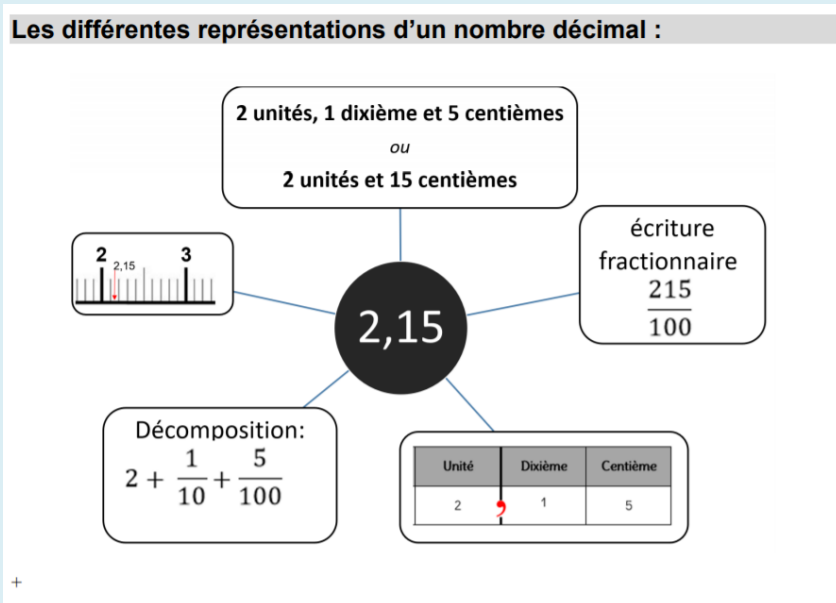 Les différentes représentations d'un nombre décimal :
2 unités, 1 dixième et 5 centièmes
ou
2 unités et 15 centièmes
2 3
2,15
écriture
fractionnaire
215
100
2,15
Décomposition:
2 + 1/10 + 5/100
Unité Dixième Centième
2 , 1 5
+